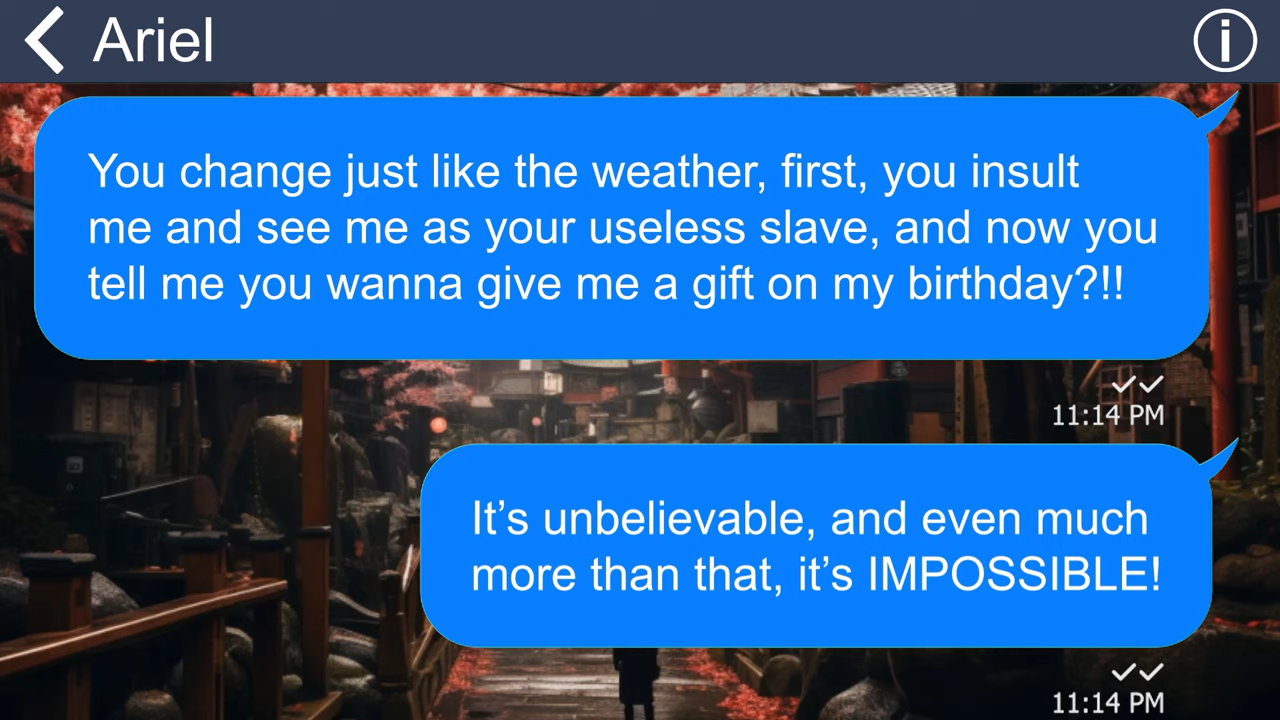 Ariel
You change just like the weather, first, you insult
me and see me as your useless slave, and now you
tell me you wanna give me a gift on my birthday?!!
11:14 PM
It’s unbelievable, and even much
more than that, it’s IMPOSSIBLE!
11:14 PM